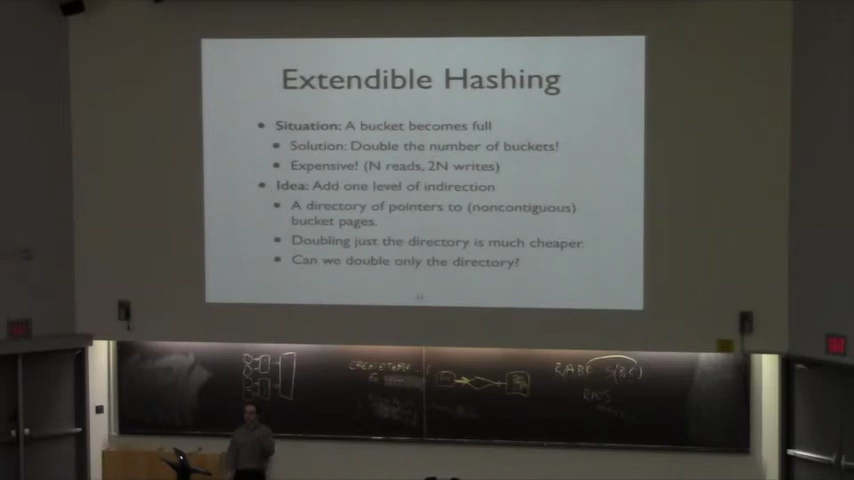 Extendible Hashing
• Situation: A bucket becomes full
• Solution: Double the number of buckets!
• Expensive! (N reads, 2N writes)
• Idea: Add one level of indirection
• A directory of pointers to (noncontiguous)
bucket pages.
• Doubling just the directory is much cheaper.
• Can we double only the directory?